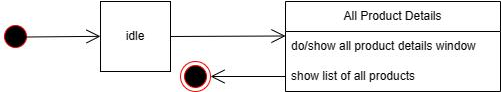 idle
All Product Details
do/show all product details window
show list of all products